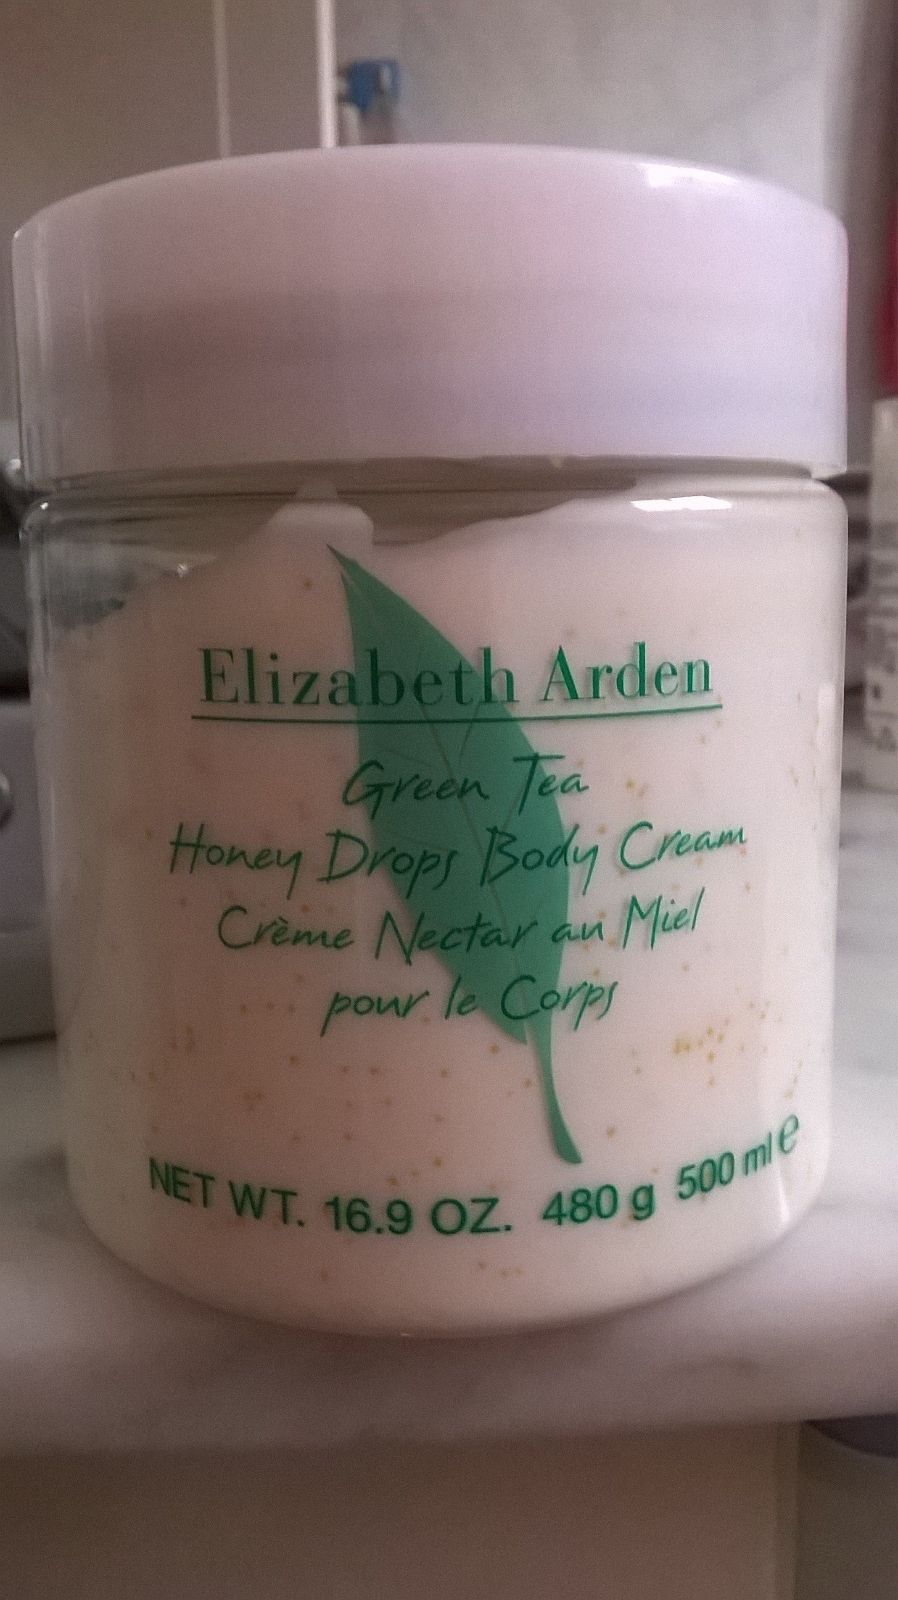 Elizabeth Arden
Green Tea
Honey Drops Body Cream
Crème Nectar au Miel
pour le Corps
NET WT. 16.9 OZ. 480 g 500 ml e